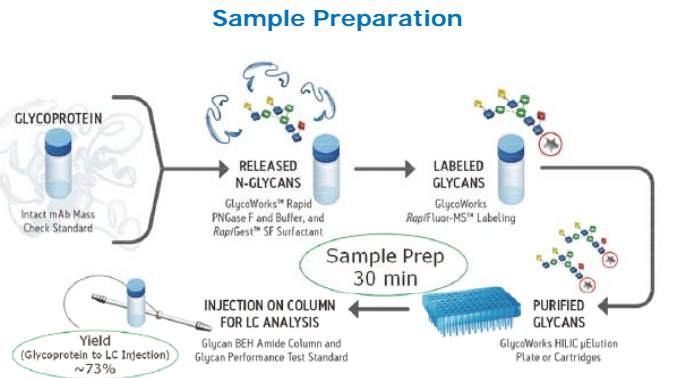 Sample Preparation
GLYCOPROTEIN
Intact mAb Mass
Check Standard
RELEASED
N-GLYCANS
GlycoWorks™ Rapid
PNGase F and Buffer, and
RapiGest™ SF Surfactant
LABELED
GLYCANS
GlycoWorks
RapiFluor-MS™ Labeling
PURIFIED
GLYCANS
GlycoWorks HILIC µElution
Plate or Cartridges
Sample Prep
30 min
INJECTION ON COLUMN
FOR LC ANALYSIS
Glycan BEH Amide Column and
Glycan Performance Test Standard
Yield
(Glycoprotein to LC Injection)
~73%